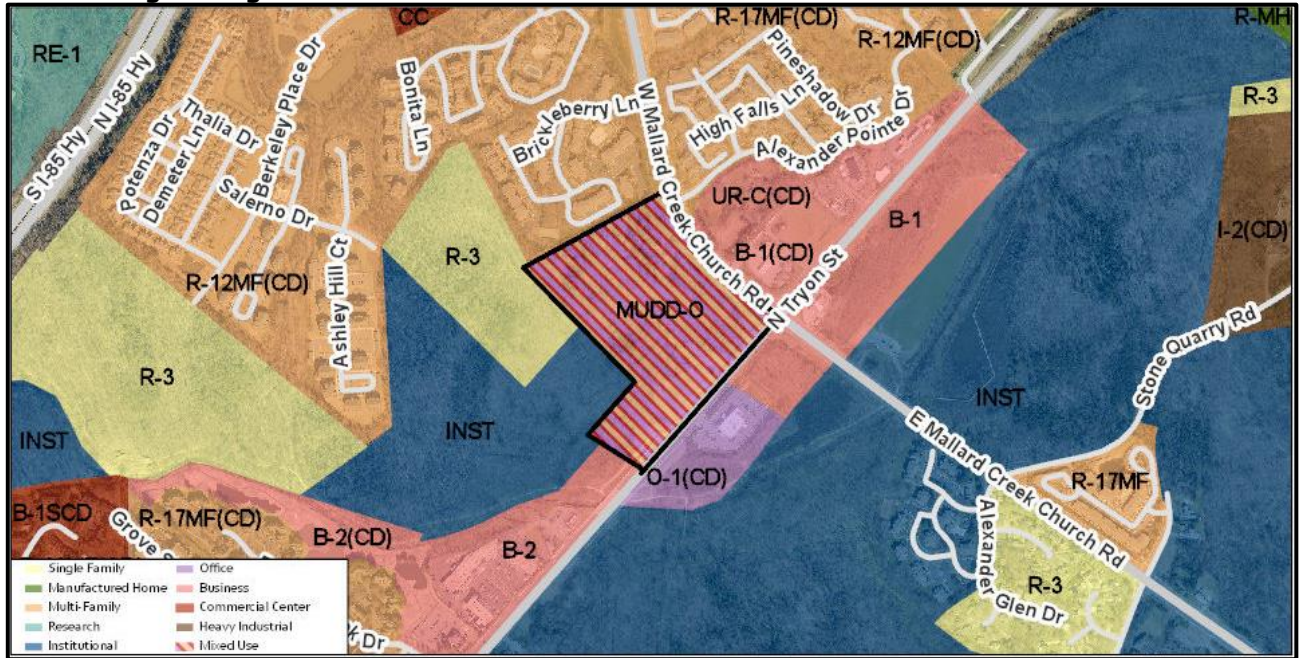 CC
R-17MF(CD)
R-MH
RE-1
R-12MF(CD)
S I-85 Hy
N I-85 Hy
Berkeley Place Dr
Bonita Ln
W Mallard Creek Church Rd
Pineshadow Dr
Brickleberry Ln
High Falls Ln
R-3
Thalia Dr
Potenza Dr
Demeter Ln
Alexander Pointe Dr
Salerno Dr
UR-C(CD)
B-1
I-2(CD)
R-3
B-1(CD)
R-12MF(CD)
Ashley Hill Ct
MUDD-O
N Tryon St
Stone Quarry Rd
R-3
INST
INST
INST
E Mallard Creek Church Rd
O-1(CD)
R-17MF
B-1SCD
R-17MF(CD)
B-2(CD)
B-2
Alexander Glen Dr
R-3
Grove
Dr
Single Family
Manufactured Home
Multi-Family
Research
Institutional
Office
Business
Commercial Center
Heavy Industrial
Mixed Use